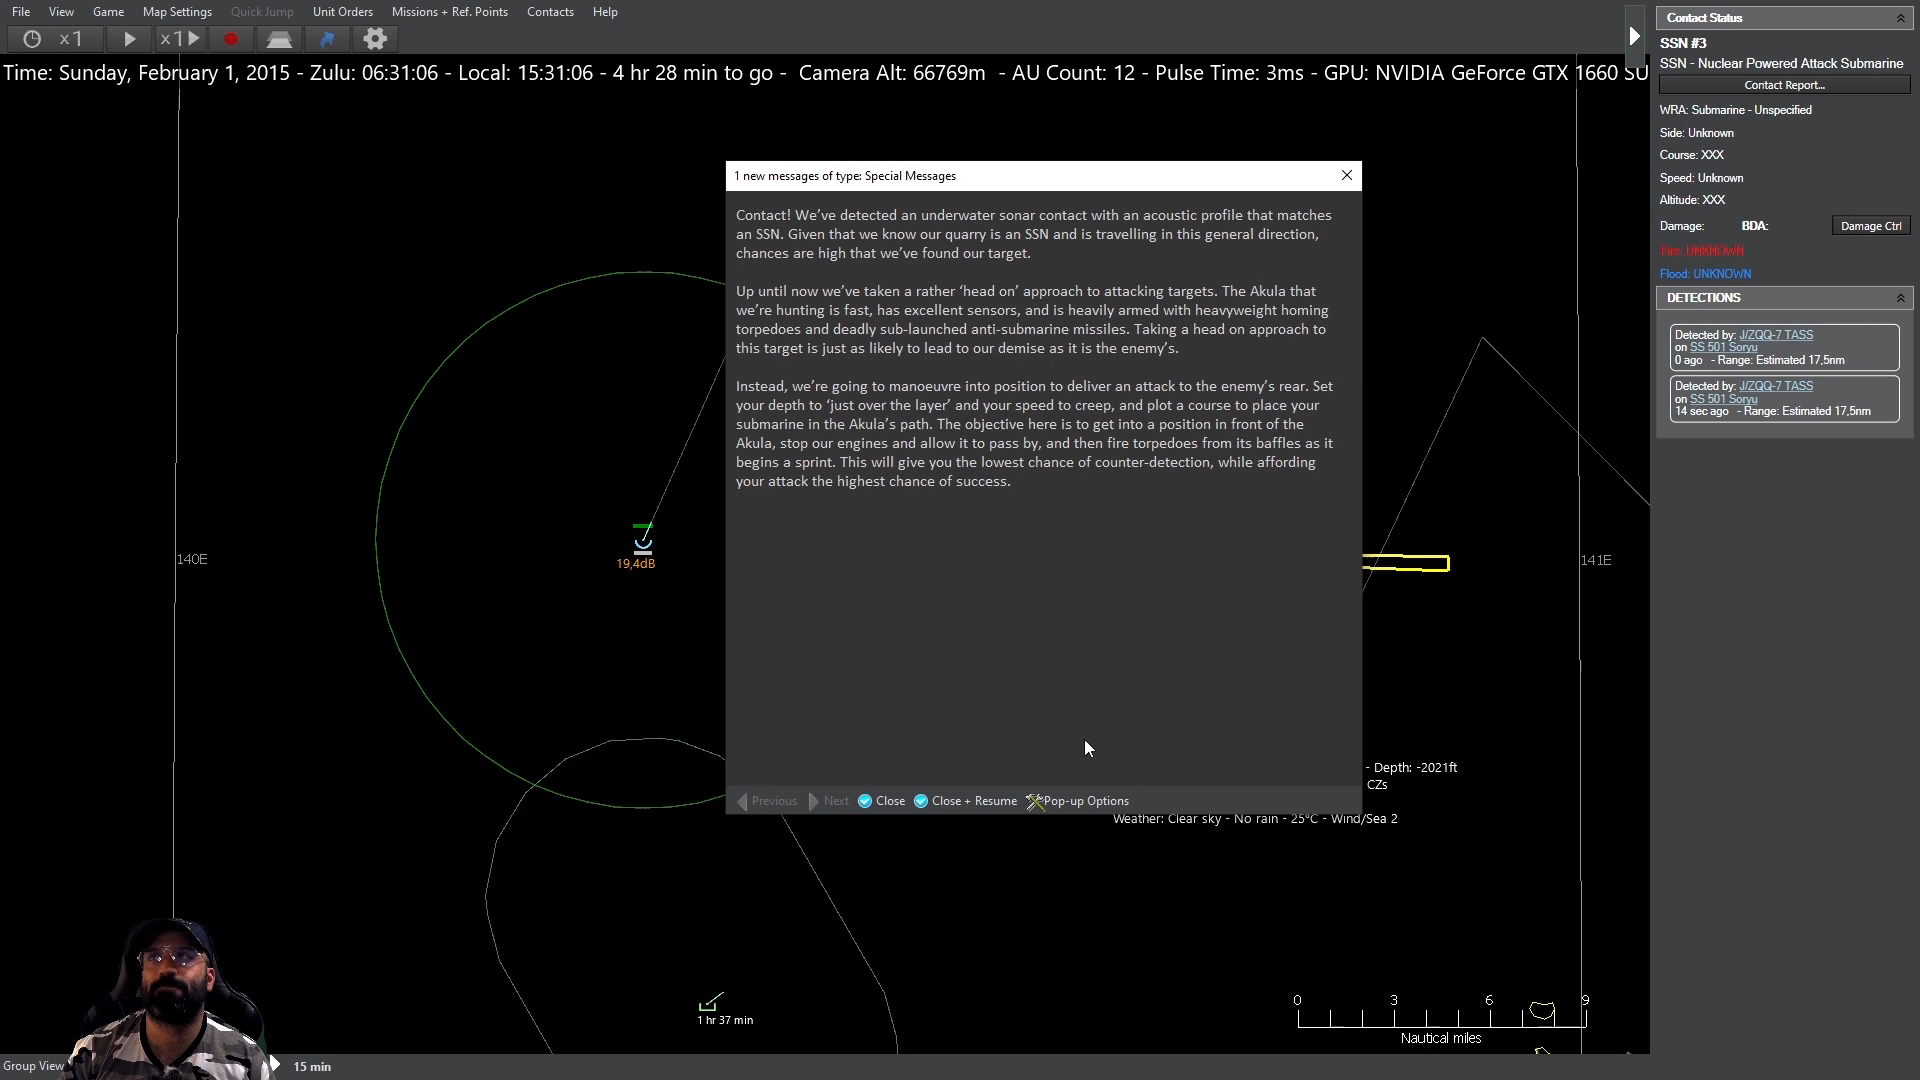 File View Game Map Settings Quick Jump Unit Orders Missions + Ref. Points Contacts Help
x1 x1
Time: Sunday, February 1, 2015 - Zulu: 06:31:06 - Local: 15:31:06 - 4 hr 28 min to go - Camera Alt: 66769m - AU Count: 12 - Pulse Time: 3ms - GPU: NVIDIA GeForce GTX 1660 SU
1 new messages of type: Special Messages
Contact! We've detected an underwater sonar contact with an acoustic profile that matches
an SSN. Given that we know our quarry is an SSN and is travelling in this general direction,
chances are high that we've found our target.
Up until now we've taken a rather 'head on' approach to attacking targets. The Akula that
we're hunting is fast, has excellent sensors, and is heavily armed with heavyweight homing
torpedoes and deadly sub-launched anti-submarine missiles. Taking a head on approach to
this target is just as likely to lead to our demise as it is the enemy's.
Instead, we're going to manoeuvre into position to deliver an attack to the enemy's rear. Set
your depth to 'just over the layer' and your speed to creep, and plot a course to place your
submarine in the Akula's path. The objective here is to get into a position in front of the
Akula, stop our engines and allow it to pass by, and then fire torpedoes from its baffles as it
begins a sprint. This will give you the lowest chance of counter-detection, while affording
your attack the highest chance of success.
Previous Next Close Close + Resume Pop-up Options
140E
19,4dB
141E
- Depth: -2021ft
CZs
Weather: Clear sky - No rain - 25°C - Wind/Sea 2
1 hr 37 min
0 3 6 9
Nautical miles
Group View
15 min
Contact Status
SSN #3
SSN - Nuclear Powered Attack Submarine
Contact Report...
WRA: Submarine - Unspecified
Side: Unknown
Course: XXX
Speed: Unknown
Altitude: XXX
Damage: BDA: Damage Ctrl
Fire: UNKNOWN
Flood: UNKNOWN
DETECTIONS
Detected by: J/ZQQ-7 TASS
on SS 501 Soryu
0 ago - Range: Estimated 17,5nm
Detected by: J/ZQQ-7 TASS
on SS 501 Soryu
14 sec ago - Range: Estimated 17,5nm